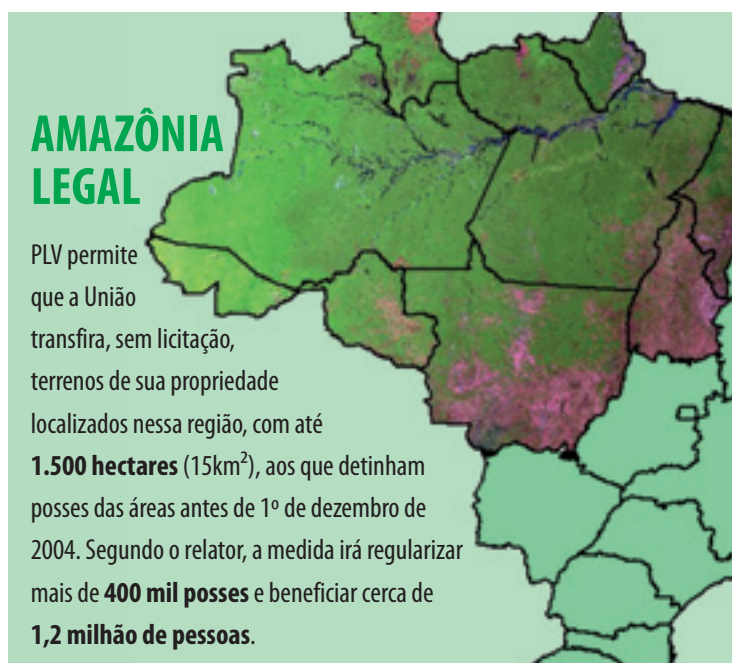 AMAZÔNIA
LEGAL
PLV permite
que a União
transfira, sem licitação,
terrenos de sua propriedade
localizados nessa região, com até
1.500 hectares (15km²), aos que detinham
posses das áreas antes de 1º de dezembro de
2004. Segundo o relator, a medida irá regularizar
mais de 400 mil posses e beneficiar cerca de
1,2 milhão de pessoas.